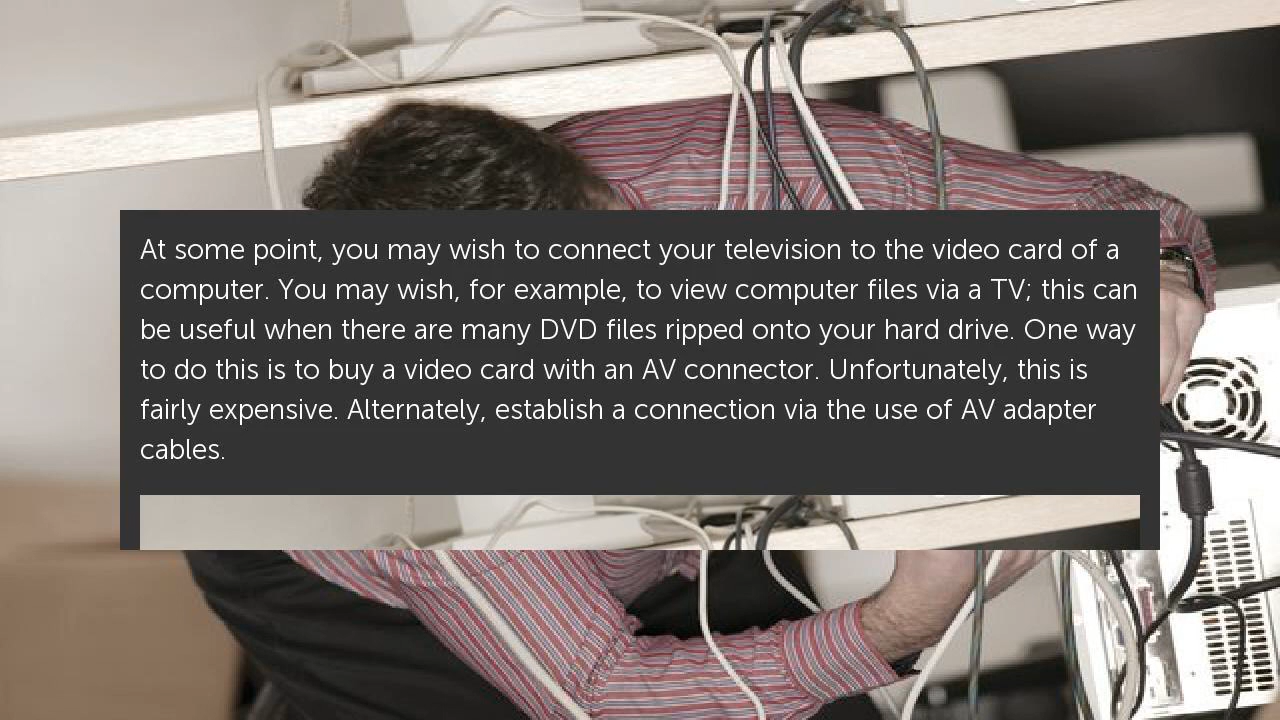 At some point, you may wish to connect your television to the video card of a
computer. You may wish, for example, to view computer files via a TV; this can
be useful when there are many DVD files ripped onto your hard drive. One way
to do this is to buy a video card with an AV connector. Unfortunately, this is
fairly expensive. Alternately, establish a connection via the use of AV adapter
cables.